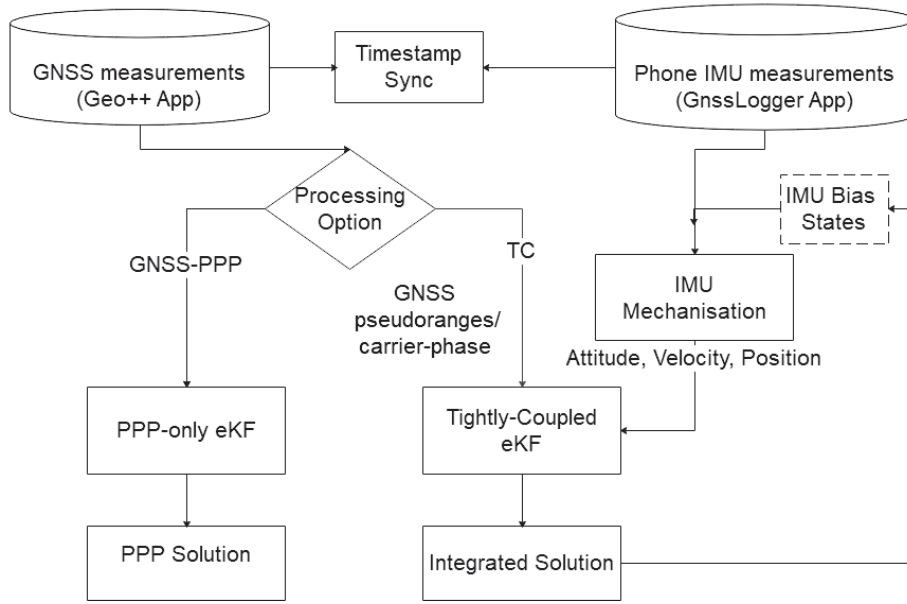 GNSS measurements
(Geo++ App)
Timestamp
Sync
Phone IMU measurements
(GnssLogger App)
Processing
Option
IMU Bias
States
GNSS-PPP
TC
GNSS
pseudoranges/
carrier-phase
IMU
Mechanisation
Attitude, Velocity, Position
PPP-only eKF
Tightly-Coupled
eKF
PPP Solution
Integrated Solution